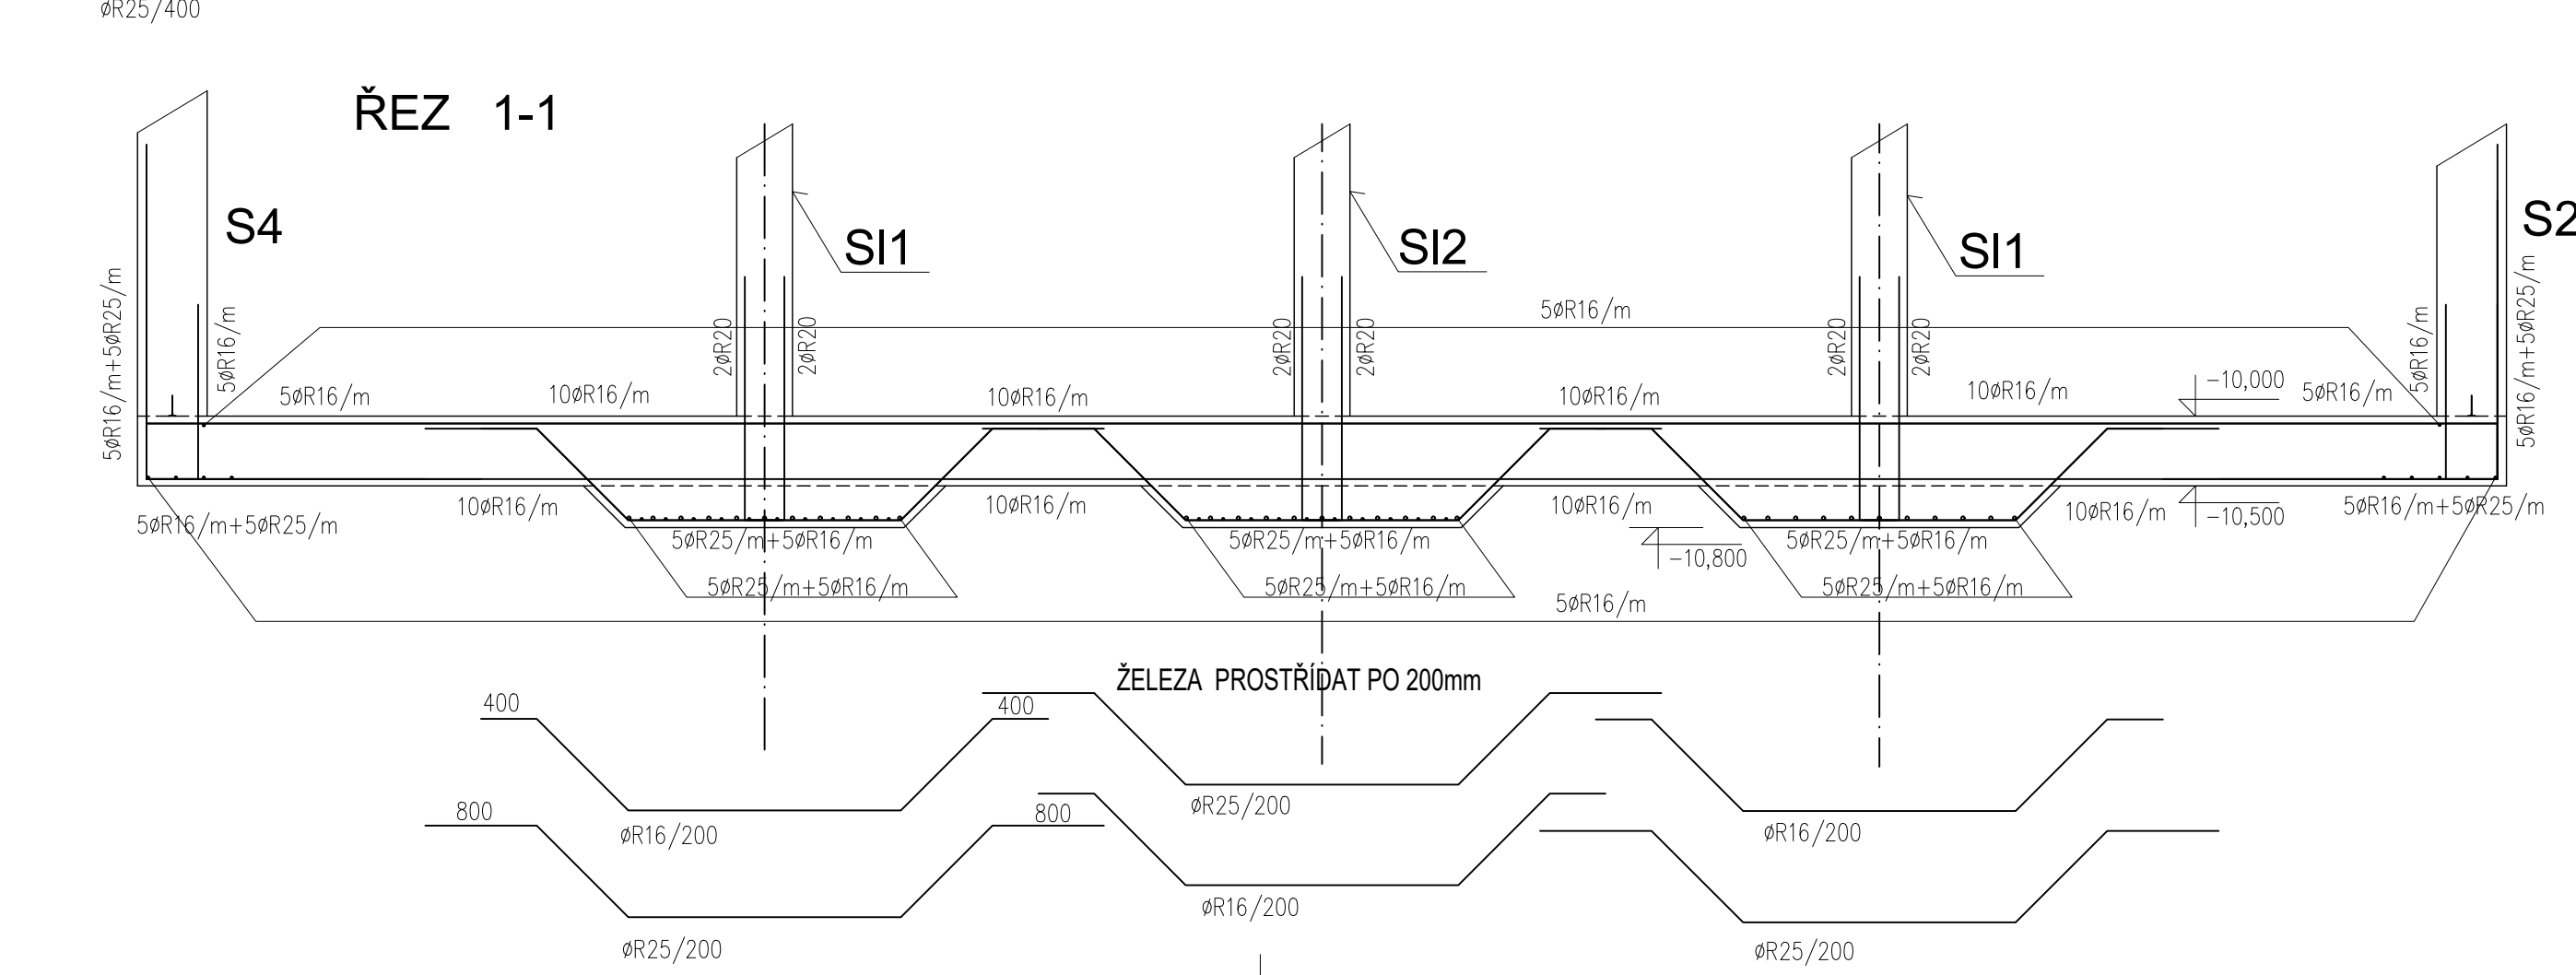 øR25/400
ŘEZ 1-1
S4
SI1
SI2
SI1
S2
5øR16/m+5øR25/m
5øR16/m
2øR20
2øR20
2øR20
2øR20
2øR20
2øR20
5øR16/m
5øR16/m+5øR25/m
5øR16/m
5øR16/m
10øR16/m
10øR16/m
10øR16/m
10øR16/m
-10,000
5øR16/m
5øR16/m+5øR25/m
10øR16/m
10øR16/m
10øR16/m
10øR16/m
-10,500
5øR16/m+5øR25/m
5øR25/m+5øR16/m
5øR25/m+5øR16/m
-10,800
5øR25/m+5øR16/m
5øR25/m+5øR16/m
5øR25/m+5øR16/m
5øR25/m+5øR16/m
5øR16/m
ŽELEZA PROSTŘÍDAT PO 200mm
400
400
øR16/200
øR25/200
øR16/200
800
800
øR25/200
øR16/200
øR25/200